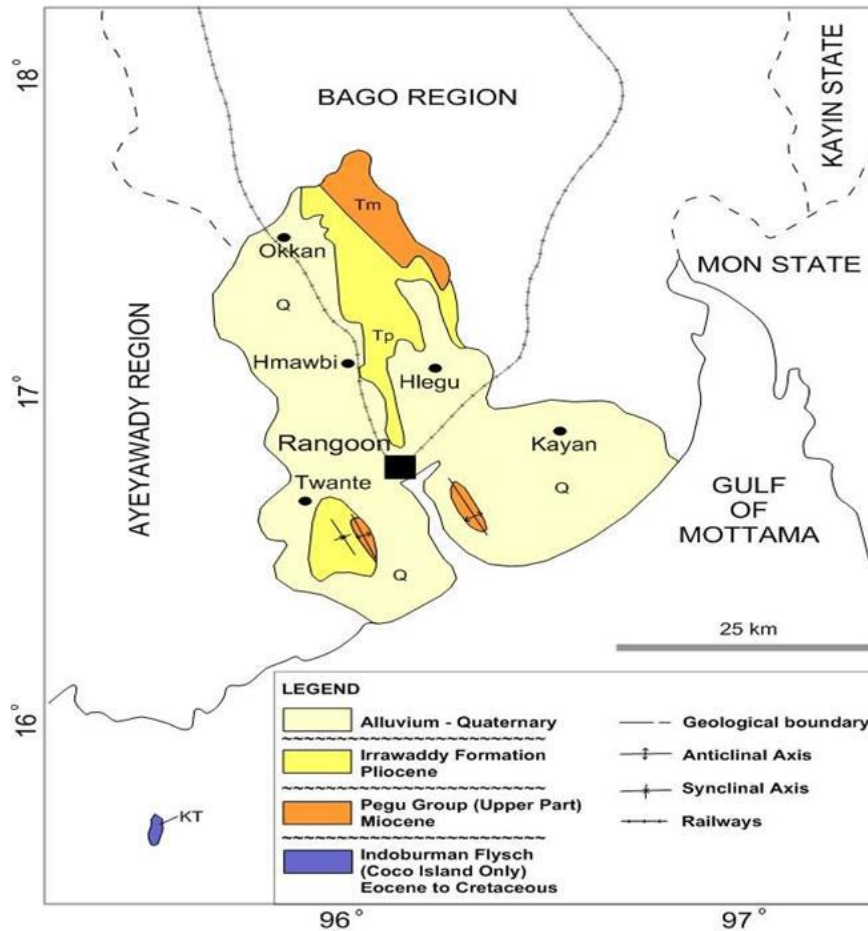 18°
BAGO REGION
KAYIN STATE
Tm
Okkan
MON STATE
Q
Tp
AYEYAWADY REGION
17°
Hmawbi
Hlegu
Rangoon
Kayan
Twante
Q
GULF
OF
MOTTAMA
Q
25 km
16°
LEGEND
Alluvium - Quaternary
Irrawaddy Formation
Pliocene
Pegu Group (Upper Part)
Miocene
Indoburman Flysch
(Coco Island Only)
Eocene to Cretaceous
Geological boundary
Anticlinal Axis
Synclinal Axis
Railways
KT
96°
97°